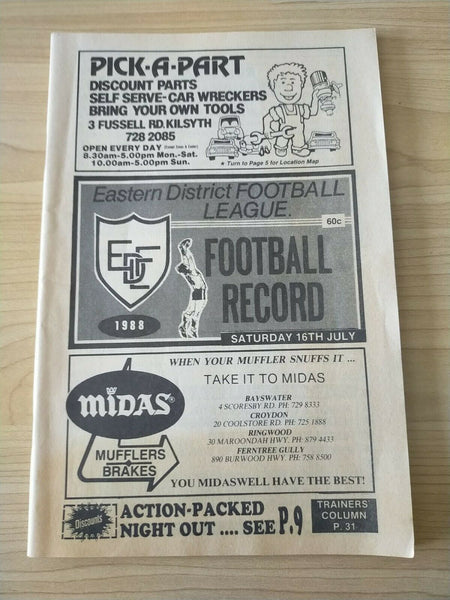 PICK-A-PART
DISCOUNT PARTS
SELF SERVE-CAR WRECKERS
BRING YOUR OWN TOOLS
3 FUSSELL RD. KILSYTH
728 2085
OPEN EVERY DAY
8.30am-5.00pm Mon.-Sat.
10.00am-5.00pm Sun.
★ Turn to Page 5 for Location Map
Eastern District FOOTBALL
LEAGUE.
60c
EDFL
FOOTBALL
RECORD
1988
SATURDAY 16TH JULY
WHEN YOUR MUFFLER SNUFFS IT ...
TAKE IT TO MIDAS
MIDAS®
BAYSWATER
4 SCORESBY RD. PH: 729 8333
CROYDON
20 COOLSTORE RD. PH: 725 1888
RINGWOOD
30 MAROONDAH HWY. PH: 879 4433
FERNTREE GULLY
890 BURWOOD HWY. PH: 758 8500
MUFFLERS
BRAKES
YOU MIDASWELL HAVE THE BEST!
Discounts
ACTION-PACKED
NIGHT OUT .... SEE P.9
TRAINERS'
COLUMN
P. 31